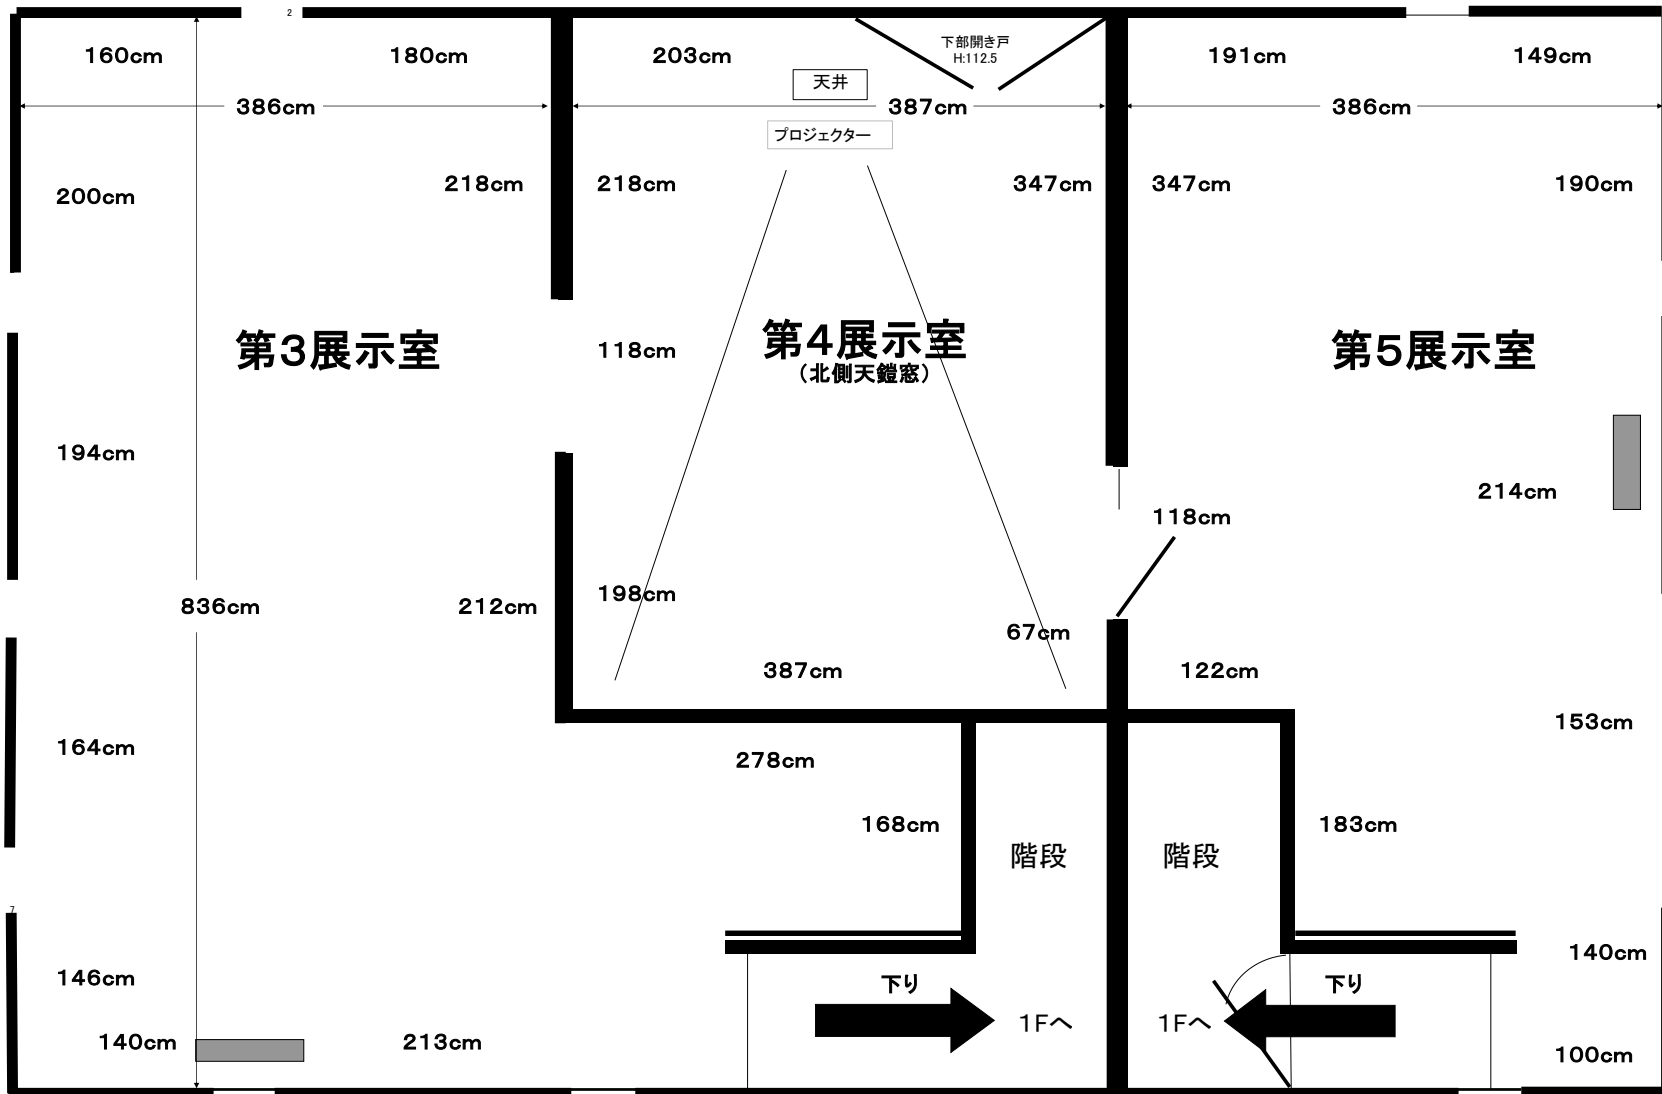 2
160cm
180cm
203cm
下部開き戸
H:112.5
191cm
149cm
天井
386cm
387cm
386cm
プロジェクター
200cm
218cm
218cm
347cm
347cm
190cm
第3展示室
118cm
第4展示室
（北側天鎧窓）
第5展示室
194cm
214cm
118cm
836cm
212cm
198cm
67cm
387cm
122cm
164cm
153cm
278cm
168cm
183cm
階段
階段
7
146cm
140cm
下り
下り
140cm
213cm
1Fへ
1Fへ
100cm